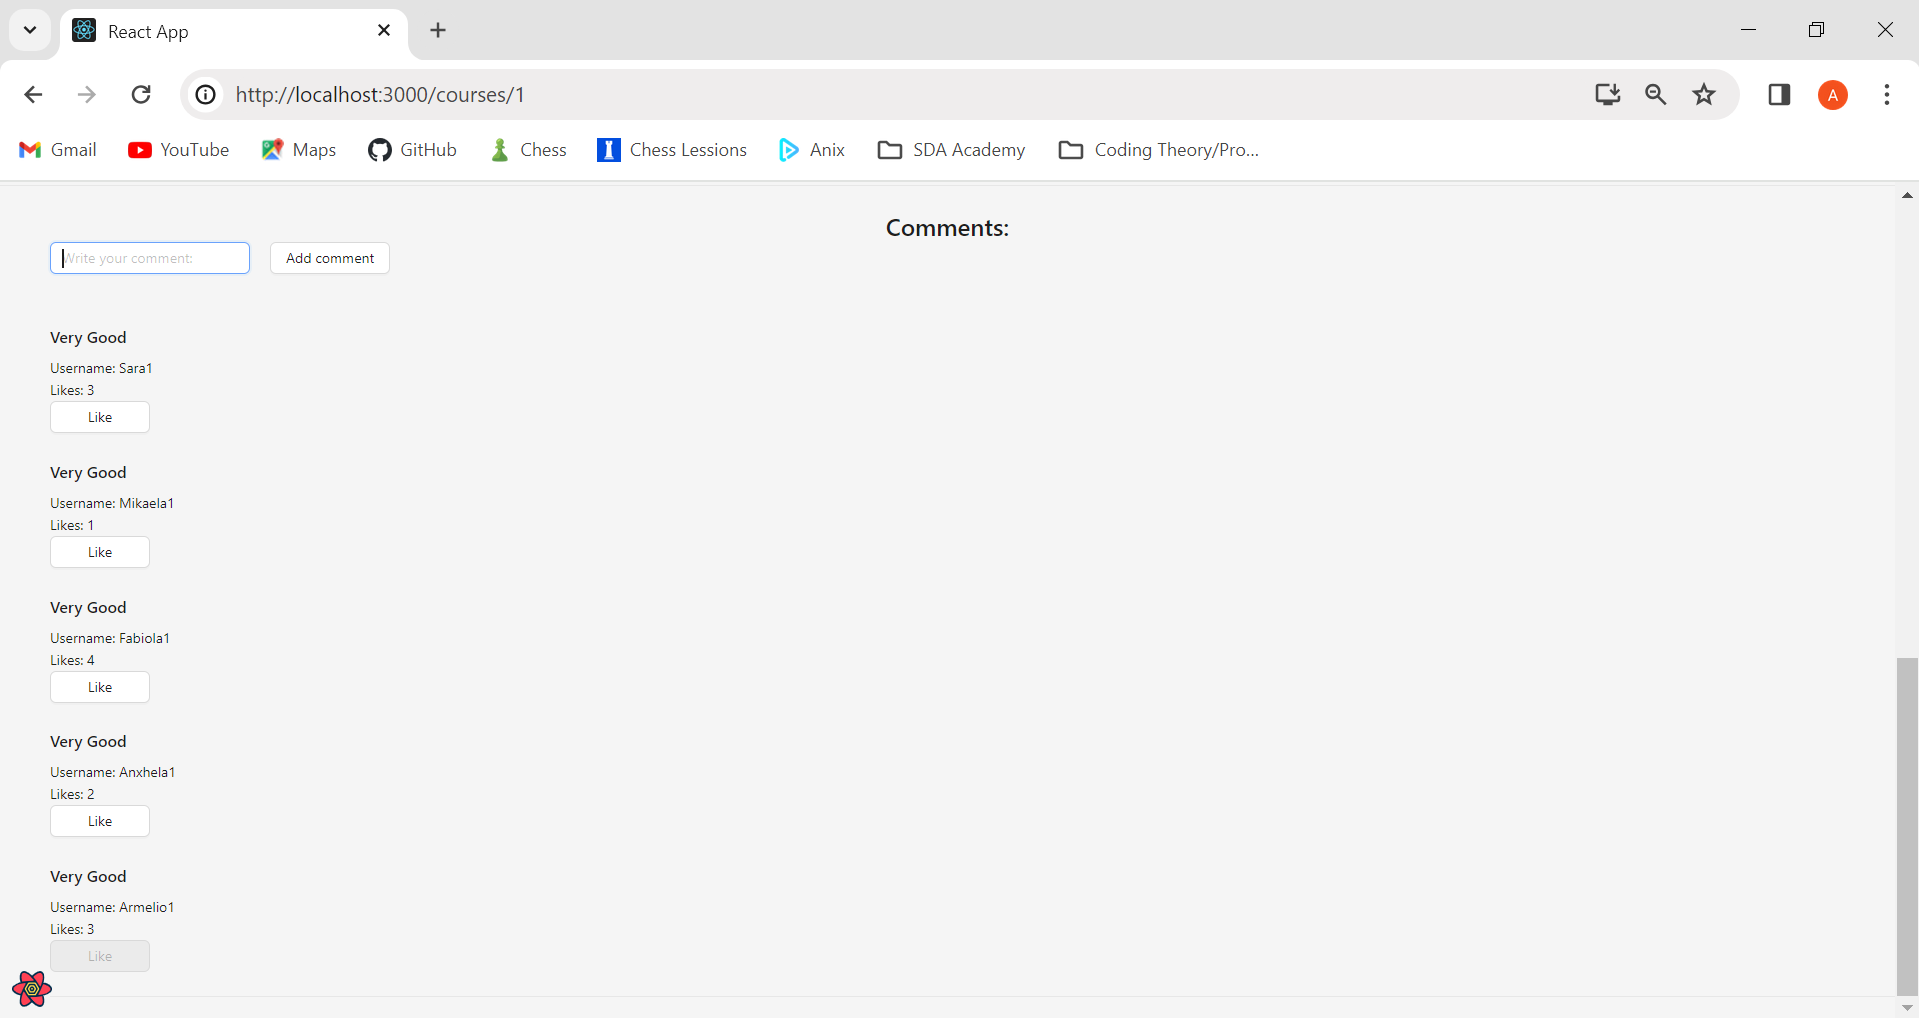 React App
http://localhost:3000/courses/1
A
Gmail YouTube Maps GitHub Chess Chess Lessions Anix SDA Academy Coding Theory/Pro...
Comments:
Write your comment: Add comment
Very Good
Username: Sara1
Likes: 3
Like
Very Good
Username: Mikaela1
Likes: 1
Like
Very Good
Username: Fabiola1
Likes: 4
Like
Very Good
Username: Anxhela1
Likes: 2
Like
Very Good
Username: Armelio1
Likes: 3
Like